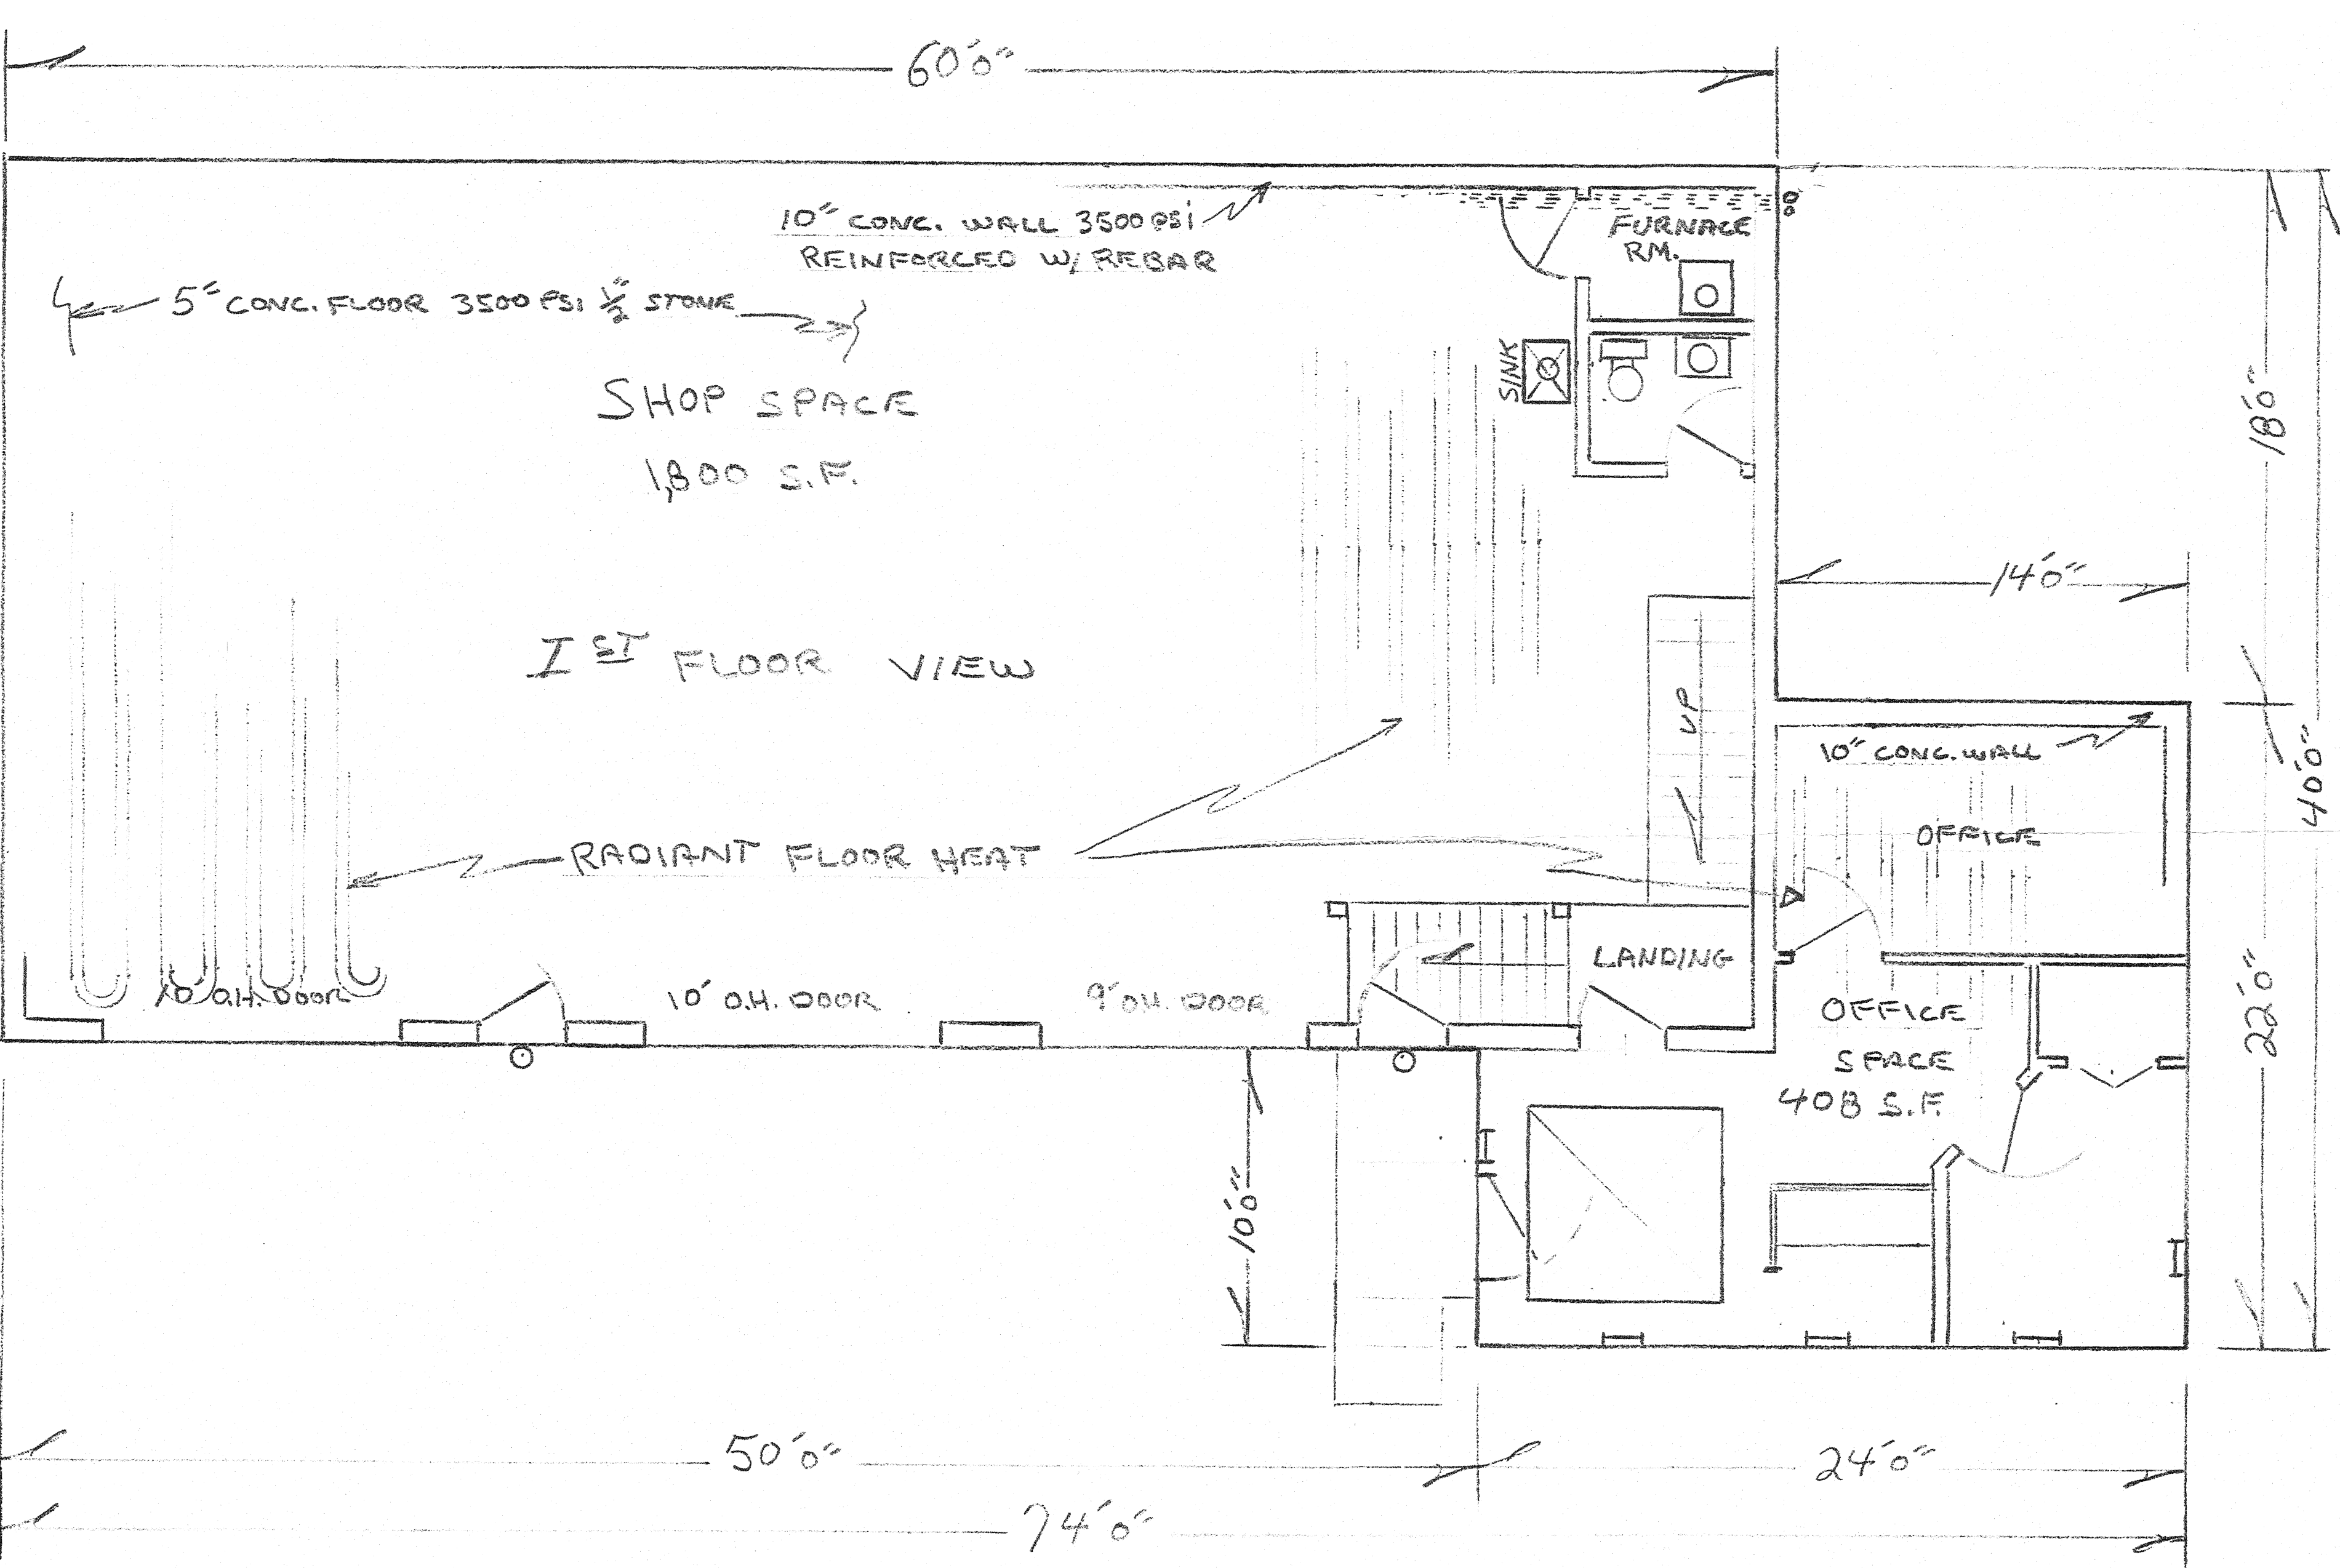 60'0"
10" CONC. WALL 3500 PSI
REINFORCED W/ REBAR
FURNACE
RM.
5" CONC. FLOOR 3500 PSI 1/2" STONE
SINK
SHOP SPACE
1,800 S.F.
18'0"
14'0"
IST FLOOR VIEW
UP
10" CONC. WALL
40'0"
OFFICE
RADIANT FLOOR HEAT
LANDING
10' O.H. DOOR
10' O.H. DOOR
9' O.H. DOOR
OFFICE
SPACE
408 S.F.
22'0"
10'0"
50'0"
24'0"
74'0"